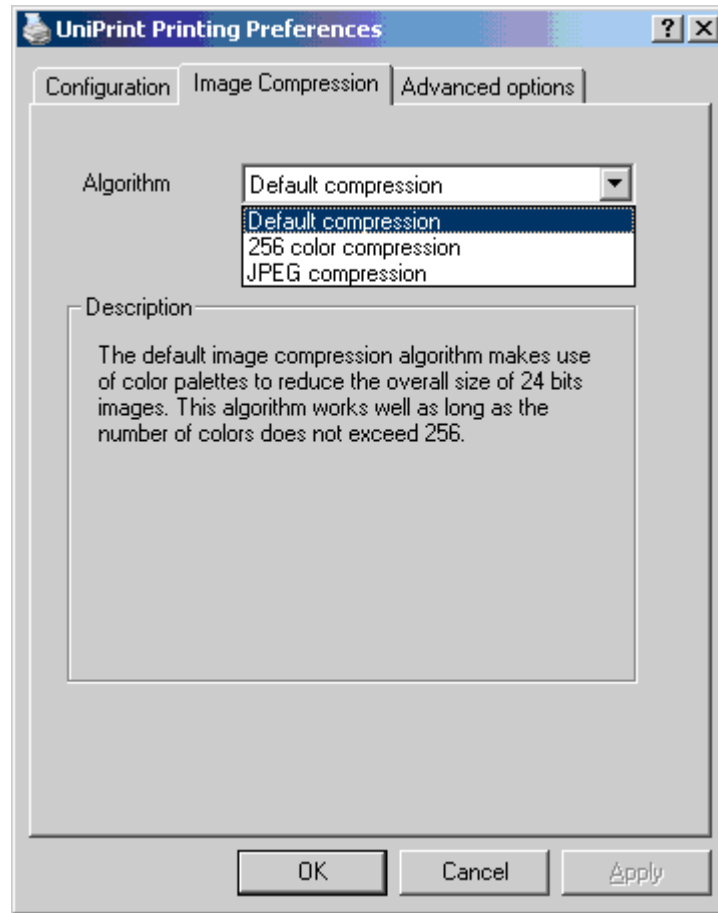 UniPrint Printing Preferences
Configuration Image Compression Advanced options
Algorithm Default compression
Default compression
256 color compression
JPEG compression
Description
The default image compression algorithm makes use
of color palettes to reduce the overall size of 24 bits
images. This algorithm works well as long as the
number of colors does not exceed 256.
OK Cancel Apply